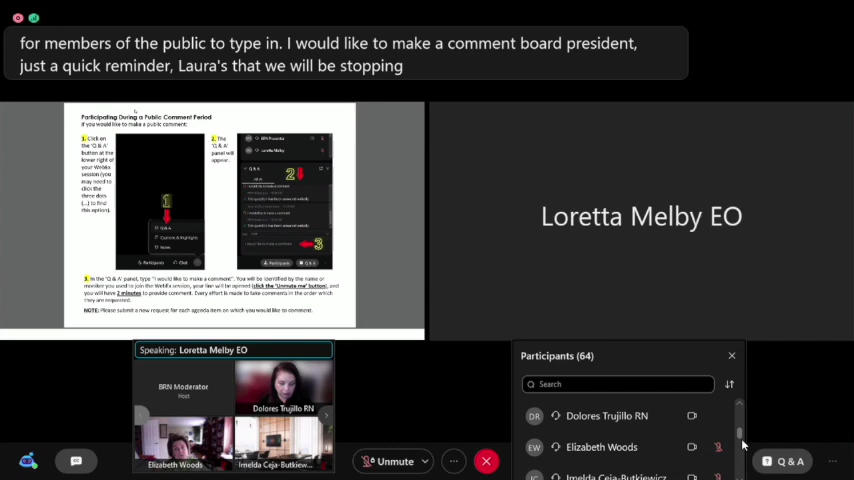 for members of the public to type in. I would like to make a comment board president,
just a quick reminder, Laura's that we will be stopping
Participating During a Public Comment Period
If you would like to make a public comment:
1. Click on
the 'Q & A'
button at the
lower right of
your WebEx
session (you
may need to
click the
three dots
(...) to find
this option).
1
Q & A
Notes
Participants
Chat
2. The
'Q & A'
panel will
appear.
Loretta Melby
Q & A
2
3
Participants
Q & A
3. In the 'Q & A' panel, type "I would like to make a comment". You will be identified by the name or
moniker you used to join the WebEx session, your line will be opened (click the 'Unmute me' button), and
you will have 2 minutes to provide comment. Every effort is made to take comments in the order which
they are requested.
NOTE: Please submit a new request for each agenda item on which you would like to comment.
Loretta Melby EO
Speaking: Loretta Melby EO
BRN Moderator
Host
Dolores Trujillo RN
Elizabeth Woods
Imelda Ceja-Butkiew...
Participants (64)
Search
DR Dolores Trujillo RN
EW Elizabeth Woods
Imelda Ceja-Butkiewicz
CC
Unmute
Q & A